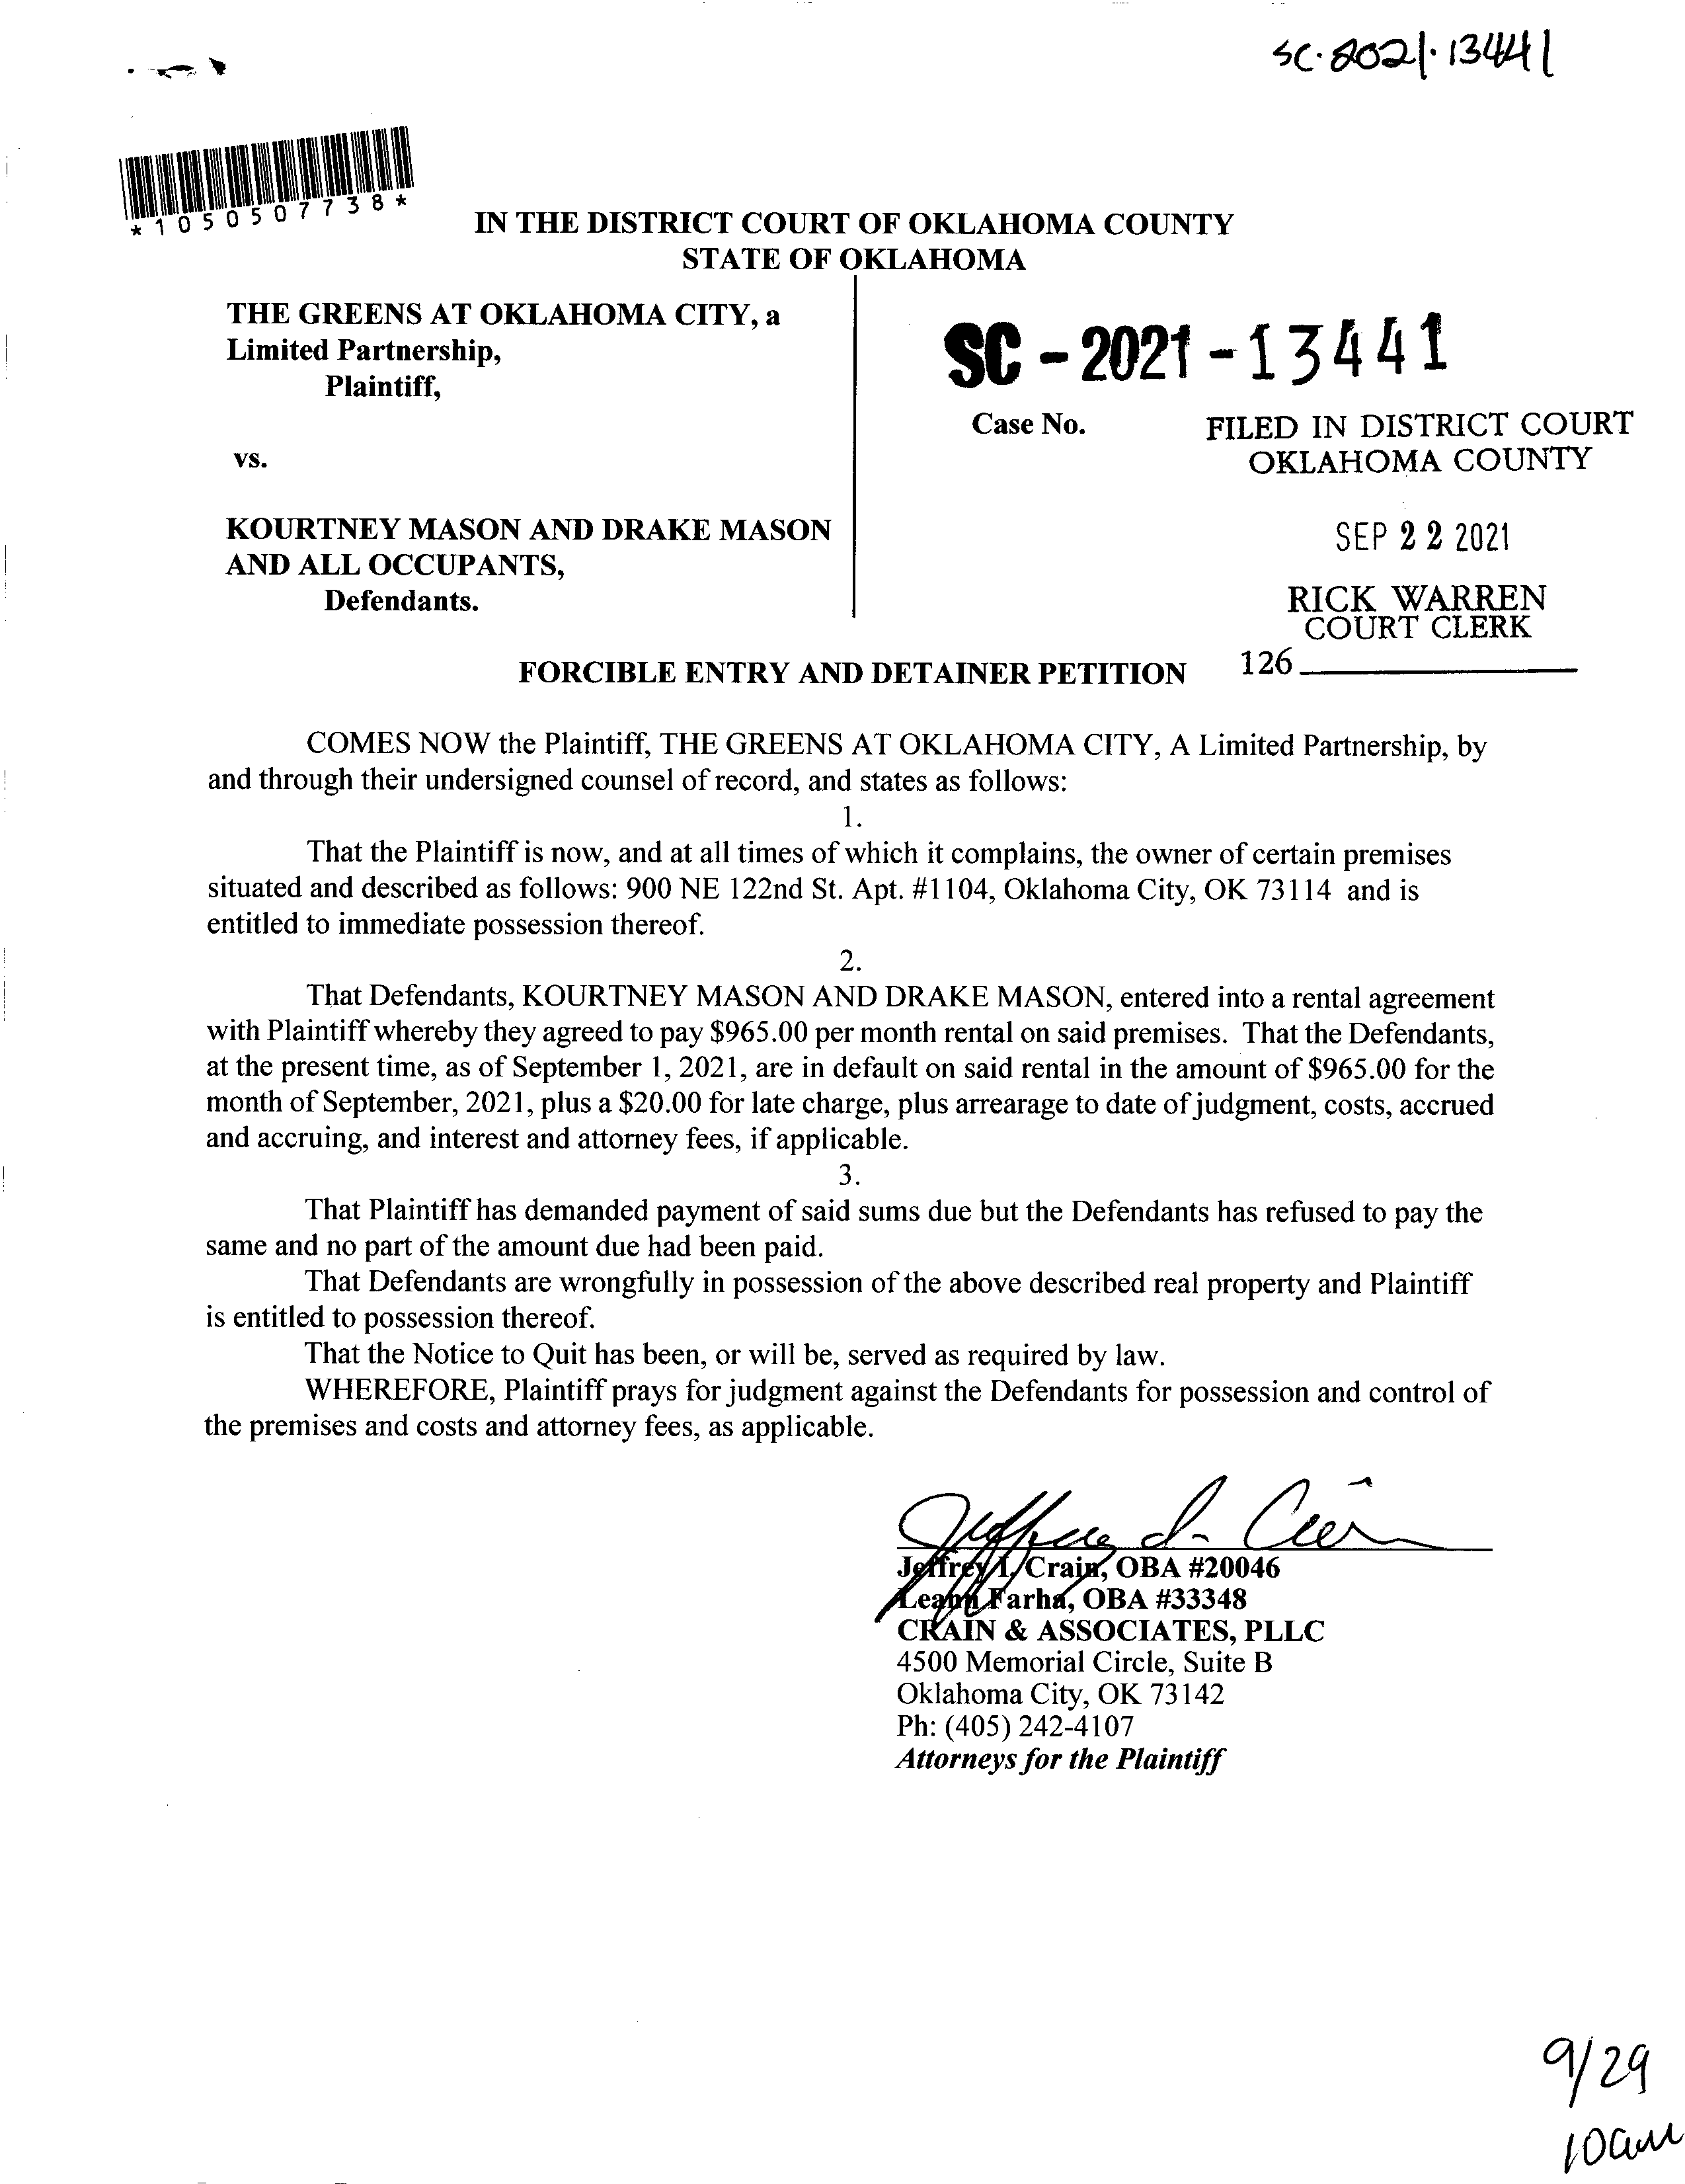 SC-2021-13441
*1050507738*
IN THE DISTRICT COURT OF OKLAHOMA COUNTY
STATE OF OKLAHOMA
THE GREENS AT OKLAHOMA CITY, a
Limited Partnership,
Plaintiff,
vs.
KOURTNEY MASON AND DRAKE MASON
AND ALL OCCUPANTS,
Defendants.
SC-2021-13441
Case No.
FILED IN DISTRICT COURT
OKLAHOMA COUNTY
SEP 22 2021
RICK WARREN
COURT CLERK
126
FORCIBLE ENTRY AND DETAINER PETITION
COMES NOW the Plaintiff, THE GREENS AT OKLAHOMA CITY, A Limited Partnership, by
and through their undersigned counsel of record, and states as follows:
1.
That the Plaintiff is now, and at all times of which it complains, the owner of certain premises
situated and described as follows: 900 NE 122nd St. Apt. #1104, Oklahoma City, OK 73114 and is
entitled to immediate possession thereof.
2.
That Defendants, KOURTNEY MASON AND DRAKE MASON, entered into a rental agreement
with Plaintiff whereby they agreed to pay $965.00 per month rental on said premises. That the Defendants,
at the present time, as of September 1, 2021, are in default on said rental in the amount of $965.00 for the
month of September, 2021, plus a $20.00 for late charge, plus arrearage to date of judgment, costs, accrued
and accruing, and interest and attorney fees, if applicable.
3.
That Plaintiff has demanded payment of said sums due but the Defendants has refused to pay the
same and no part of the amount due had been paid.
That Defendants are wrongfully in possession of the above described real property and Plaintiff
is entitled to possession thereof.
That the Notice to Quit has been, or will be, served as required by law.
WHEREFORE, Plaintiff prays for judgment against the Defendants for possession and control of
the premises and costs and attorney fees, as applicable.
Jeffrey I. Crain, OBA #20046
Leann Farha, OBA #33348
CRAIN & ASSOCIATES, PLLC
4500 Memorial Circle, Suite B
Oklahoma City, OK 73142
Ph: (405) 242-4107
Attorneys for the Plaintiff
9/29
10am